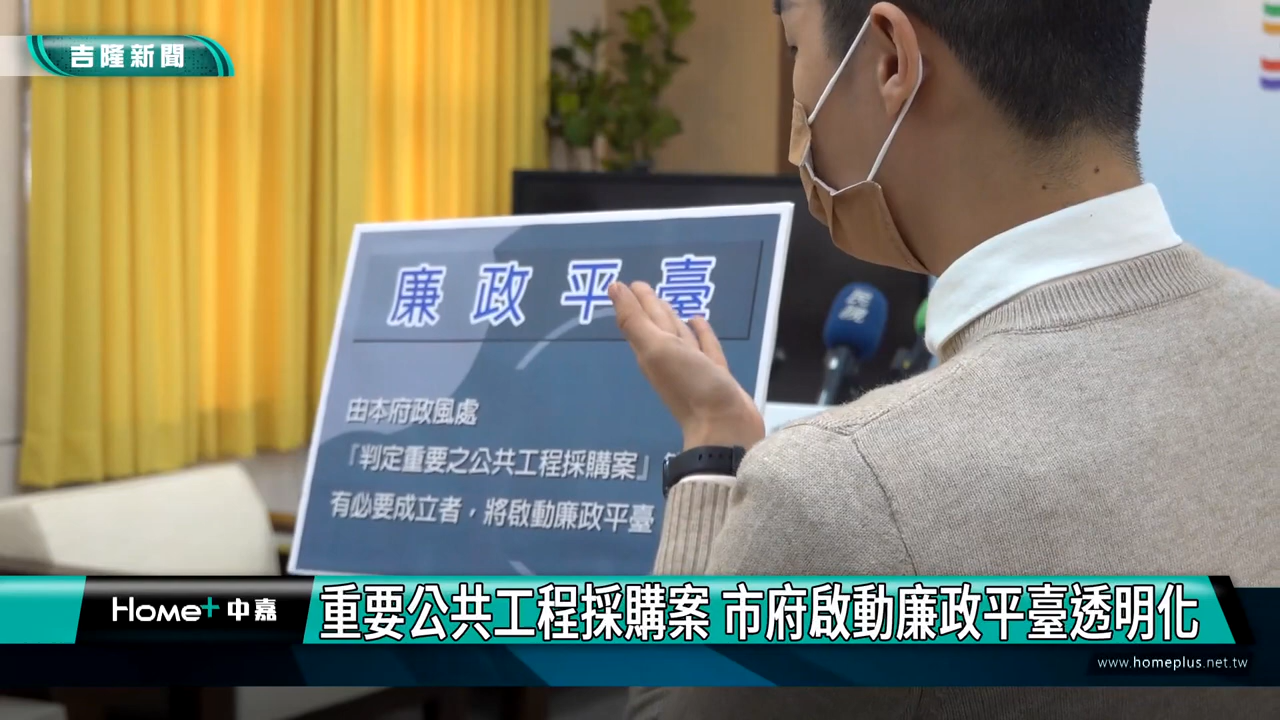 吉隆新聞
廉政平臺
民視
由本府政風處
「判定重要之公共工程採購案」
有必要成立者，將啟動廉政平臺
Home+中嘉
重要公共工程採購案 市府啟動廉政平臺透明化
www.homeplus.net.tw